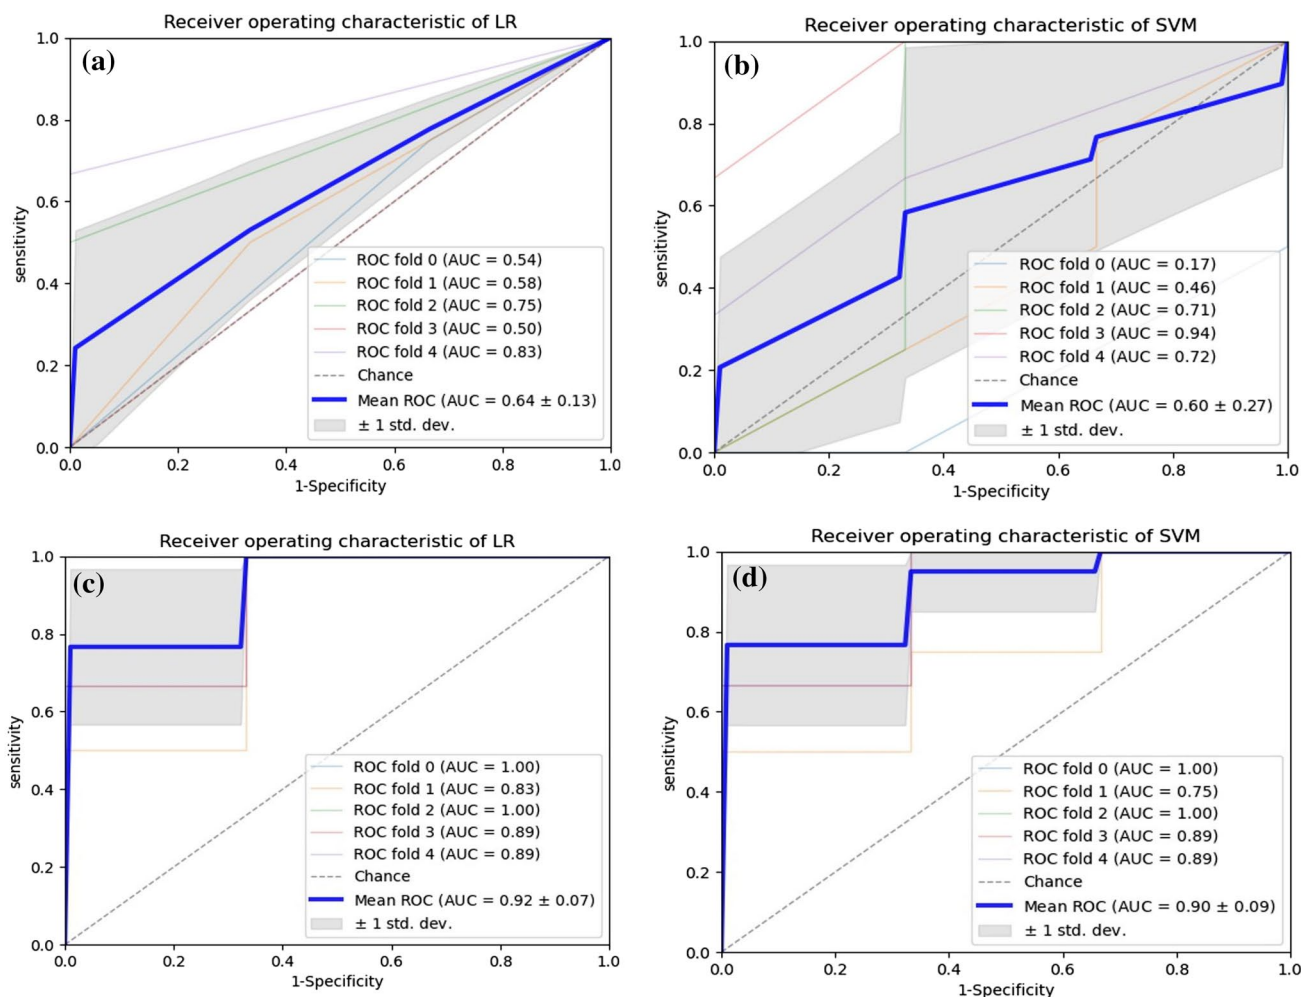 Receiver operating characteristic of LR
(a)
1.0
0.8
0.6
0.4
0.2
0.0
sensitivity
ROC fold 0 (AUC = 0.54)
ROC fold 1 (AUC = 0.58)
ROC fold 2 (AUC = 0.75)
ROC fold 3 (AUC = 0.50)
ROC fold 4 (AUC = 0.83)
Chance
Mean ROC (AUC = 0.64 ± 0.13)
± 1 std. dev.
0.0 0.2 0.4 0.6 0.8 1.0
1-Specificity
Receiver operating characteristic of SVM
(b)
1.0
0.8
0.6
0.4
0.2
0.0
sensitivity
ROC fold 0 (AUC = 0.17)
ROC fold 1 (AUC = 0.46)
ROC fold 2 (AUC = 0.71)
ROC fold 3 (AUC = 0.94)
ROC fold 4 (AUC = 0.72)
Chance
Mean ROC (AUC = 0.60 ± 0.27)
± 1 std. dev.
0.0 0.2 0.4 0.6 0.8 1.0
1-Specificity
Receiver operating characteristic of LR
(c)
1.0
0.8
0.6
0.4
0.2
0.0
sensitivity
ROC fold 0 (AUC = 1.00)
ROC fold 1 (AUC = 0.83)
ROC fold 2 (AUC = 1.00)
ROC fold 3 (AUC = 0.89)
ROC fold 4 (AUC = 0.89)
Chance
Mean ROC (AUC = 0.92 ± 0.07)
± 1 std. dev.
0.0 0.2 0.4 0.6 0.8 1.0
1-Specificity
Receiver operating characteristic of SVM
(d)
1.0
0.8
0.6
0.4
0.2
0.0
sensitivity
ROC fold 0 (AUC = 1.00)
ROC fold 1 (AUC = 0.75)
ROC fold 2 (AUC = 1.00)
ROC fold 3 (AUC = 0.89)
ROC fold 4 (AUC = 0.89)
Chance
Mean ROC (AUC = 0.90 ± 0.09)
± 1 std. dev.
0.0 0.2 0.4 0.6 0.8 1.0
1-Specificity